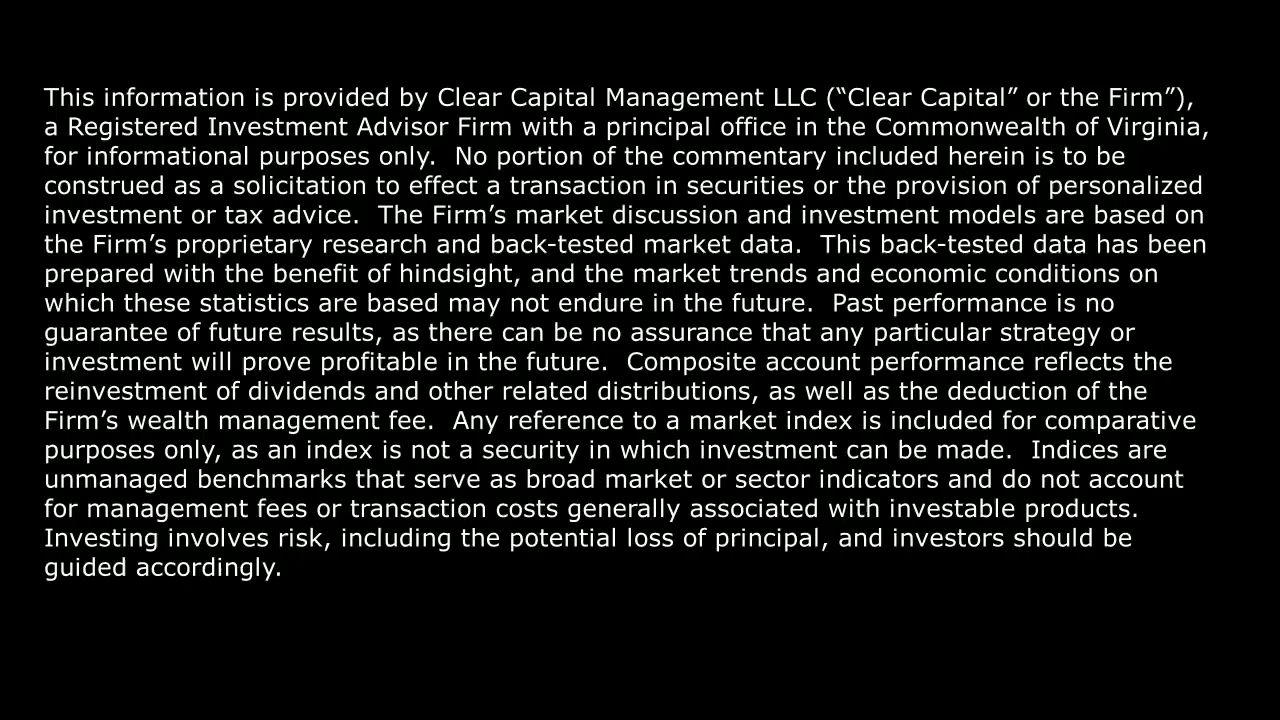 This information is provided by Clear Capital Management LLC (“Clear Capital” or the Firm”),
a Registered Investment Advisor Firm with a principal office in the Commonwealth of Virginia,
for informational purposes only.  No portion of the commentary included herein is to be
construed as a solicitation to effect a transaction in securities or the provision of personalized
investment or tax advice.  The Firm’s market discussion and investment models are based on
the Firm’s proprietary research and back-tested market data.  This back-tested data has been
prepared with the benefit of hindsight, and the market trends and economic conditions on
which these statistics are based may not endure in the future.  Past performance is no
guarantee of future results, as there can be no assurance that any particular strategy or
investment will prove profitable in the future.  Composite account performance reflects the
reinvestment of dividends and other related distributions, as well as the deduction of the
Firm’s wealth management fee.  Any reference to a market index is included for comparative
purposes only, as an index is not a security in which investment can be made.  Indices are
unmanaged benchmarks that serve as broad market or sector indicators and do not account
for management fees or transaction costs generally associated with investable products.
Investing involves risk, including the potential loss of principal, and investors should be
guided accordingly.